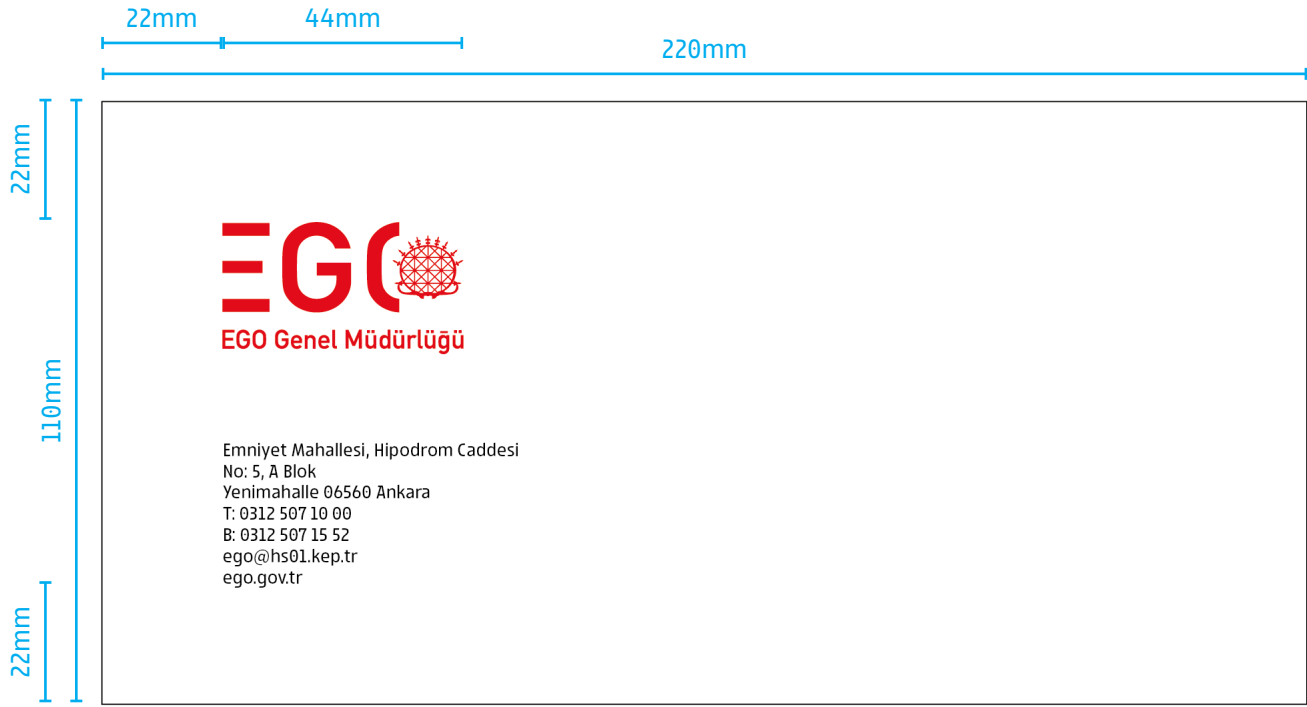 22mm
44mm
220mm
22mm
110mm
22mm
EGO
EGO Genel Müdürlüğü
Emniyet Mahallesi, Hipodrom Caddesi
No: 5, A Blok
Yenimahalle 06560 Ankara
T: 0312 507 10 00
B: 0312 507 15 52
ego@hs01.kep.tr
ego.gov.tr